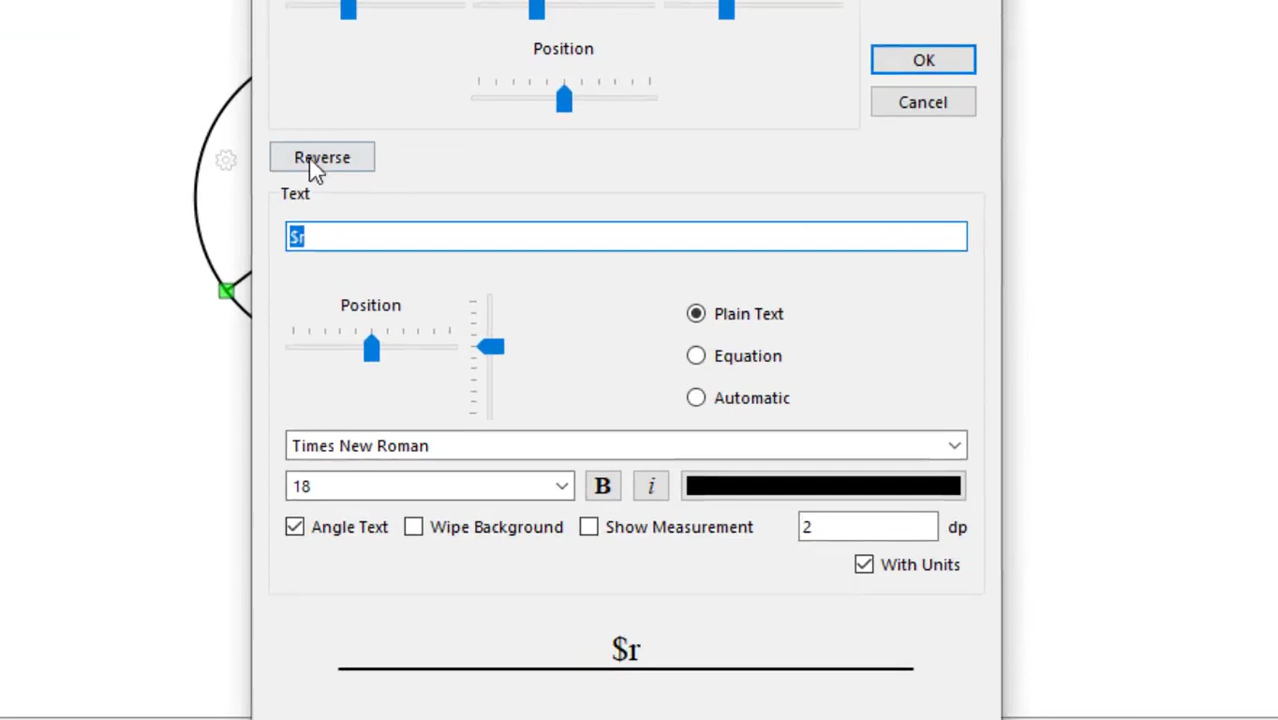 Position
OK
Cancel
Reverse
Text
$r
Position
Plain Text
Equation
Automatic
Times New Roman
18 B i
Angle Text Wipe Background Show Measurement 2 dp
With Units
$r